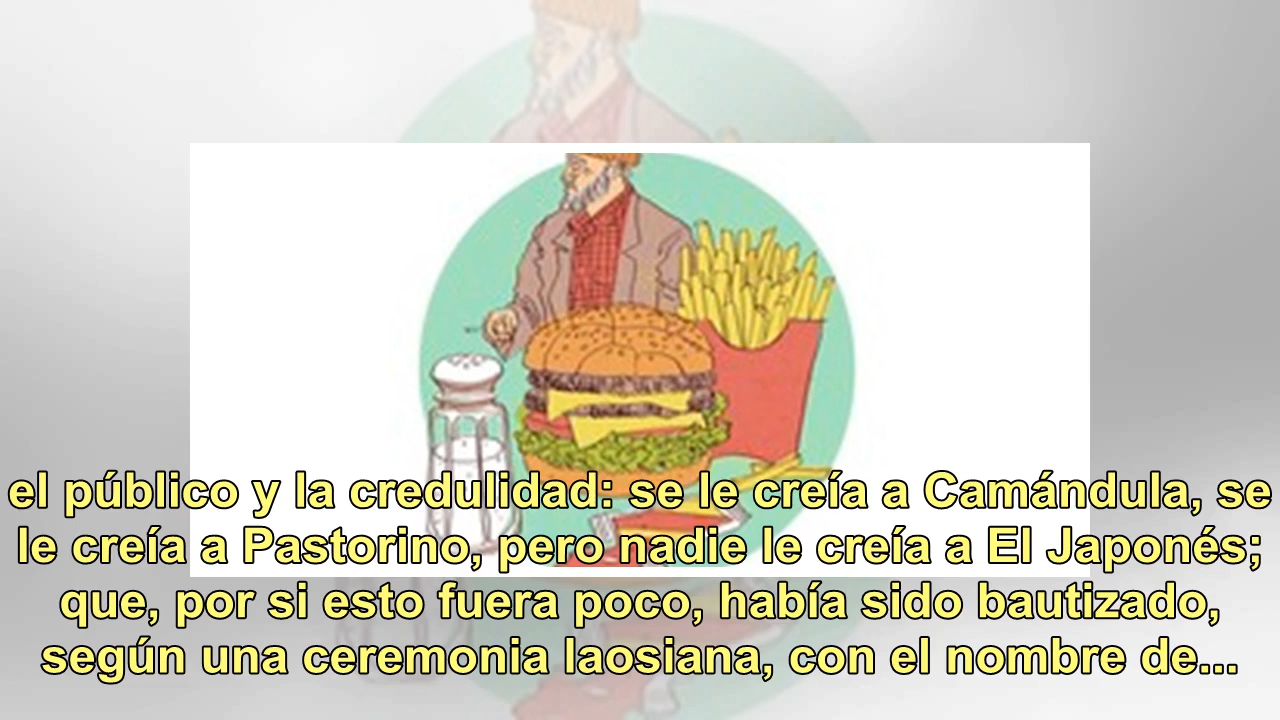 el público y la credulidad: se le creía a Camándula, se
le creía a Pastorino, pero nadie le creía a El Japonés;
que, por si esto fuera poco, había sido bautizado,
según una ceremonia laosiana, con el nombre de...